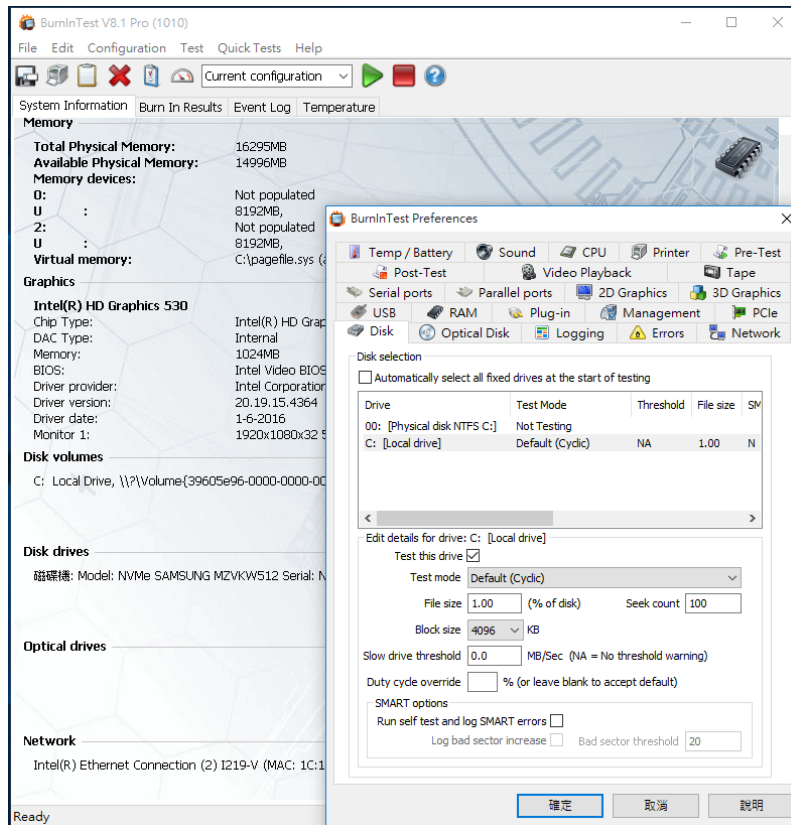 BurnInTest V8.1 Pro (1010)
File Edit Configuration Test Quick Tests Help
Current configuration
System Information Burn In Results Event Log Temperature
Memory
Total Physical Memory: 16295MB
Available Physical Memory: 14996MB
Memory devices:
0: Not populated
U : 8192MB,
2: Not populated
U : 8192MB,
Virtual memory: C:\pagefile.sys (a
Graphics
Intel(R) HD Graphics 530
Chip Type: Intel(R) HD Grap
DAC Type: Internal
Memory: 1024MB
BIOS: Intel Video BIOS
Driver provider: Intel Corporation
Driver version: 20.19.15.4364
Driver date: 1-6-2016
Monitor 1: 1920x1080x32
Disk volumes
C: Local Drive, \\?\Volume{39605e96-0000-0000-00
Disk drives
磁碟機: Model: NVMe SAMSUNG MZVKW512 Serial: N
Optical drives
Network
Intel(R) Ethernet Connection (2) I219-V (MAC: 1C:1
Ready
BurnInTest Preferences
Temp / Battery Sound CPU Printer Pre-Test
Post-Test Video Playback Tape
Serial ports Parallel ports 2D Graphics 3D Graphics
USB RAM Plug-in Management PCIe
Disk Optical Disk Logging Errors Network
Disk selection
Automatically select all fixed drives at the start of testing
Drive Test Mode Threshold File size SM
00: [Physical disk NTFS C:] Not Testing
C: [Local drive] Default (Cyclic) NA 1.00 N
Edit details for drive: C: [Local drive]
Test this drive
Test mode Default (Cyclic)
File size 1.00 (% of disk) Seek count 100
Block size 4096 KB
Slow drive threshold 0.0 MB/Sec (NA = No threshold warning)
Duty cycle override % (or leave blank to accept default)
SMART options
Run self test and log SMART errors
Log bad sector increase Bad sector threshold 20
確定 取消 說明